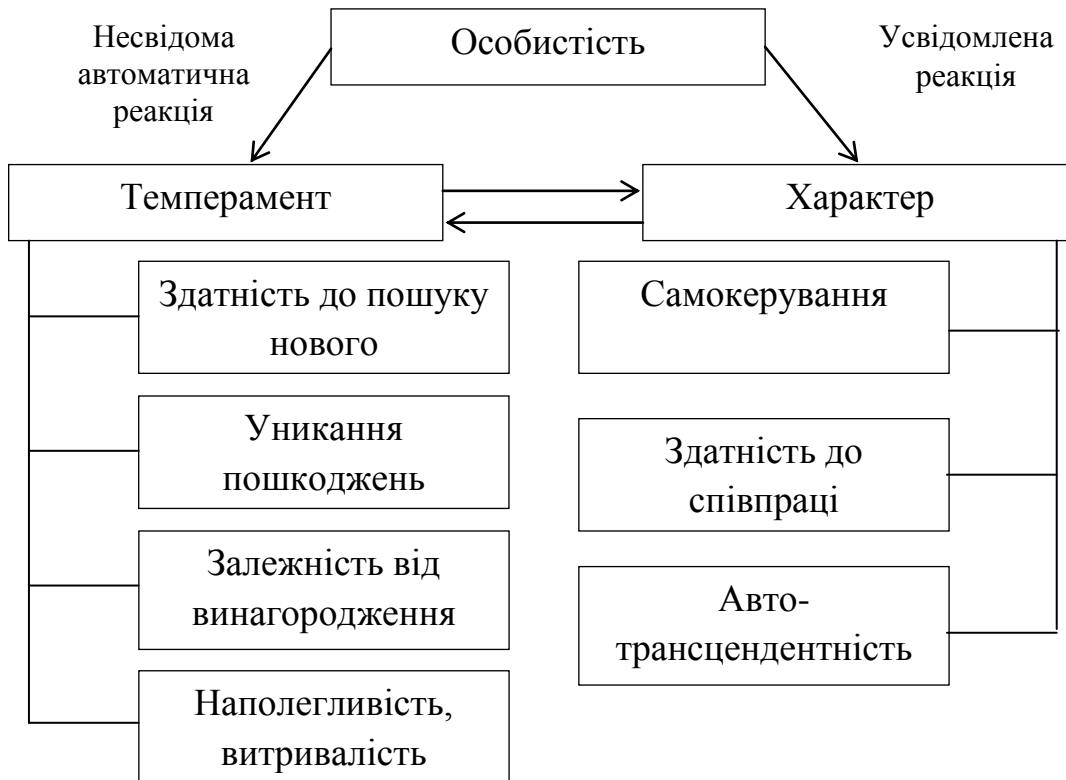 Несвідома
автоматична
реакція
Особистість
Усвідомлена
реакція
Темперамент
Характер
Здатність до пошуку
нового
Уникання
пошкоджень
Залежність від
винагородження
Наполегливість,
витривалість
Самокерування
Здатність до
співпраці
Авто-
трансцендентність